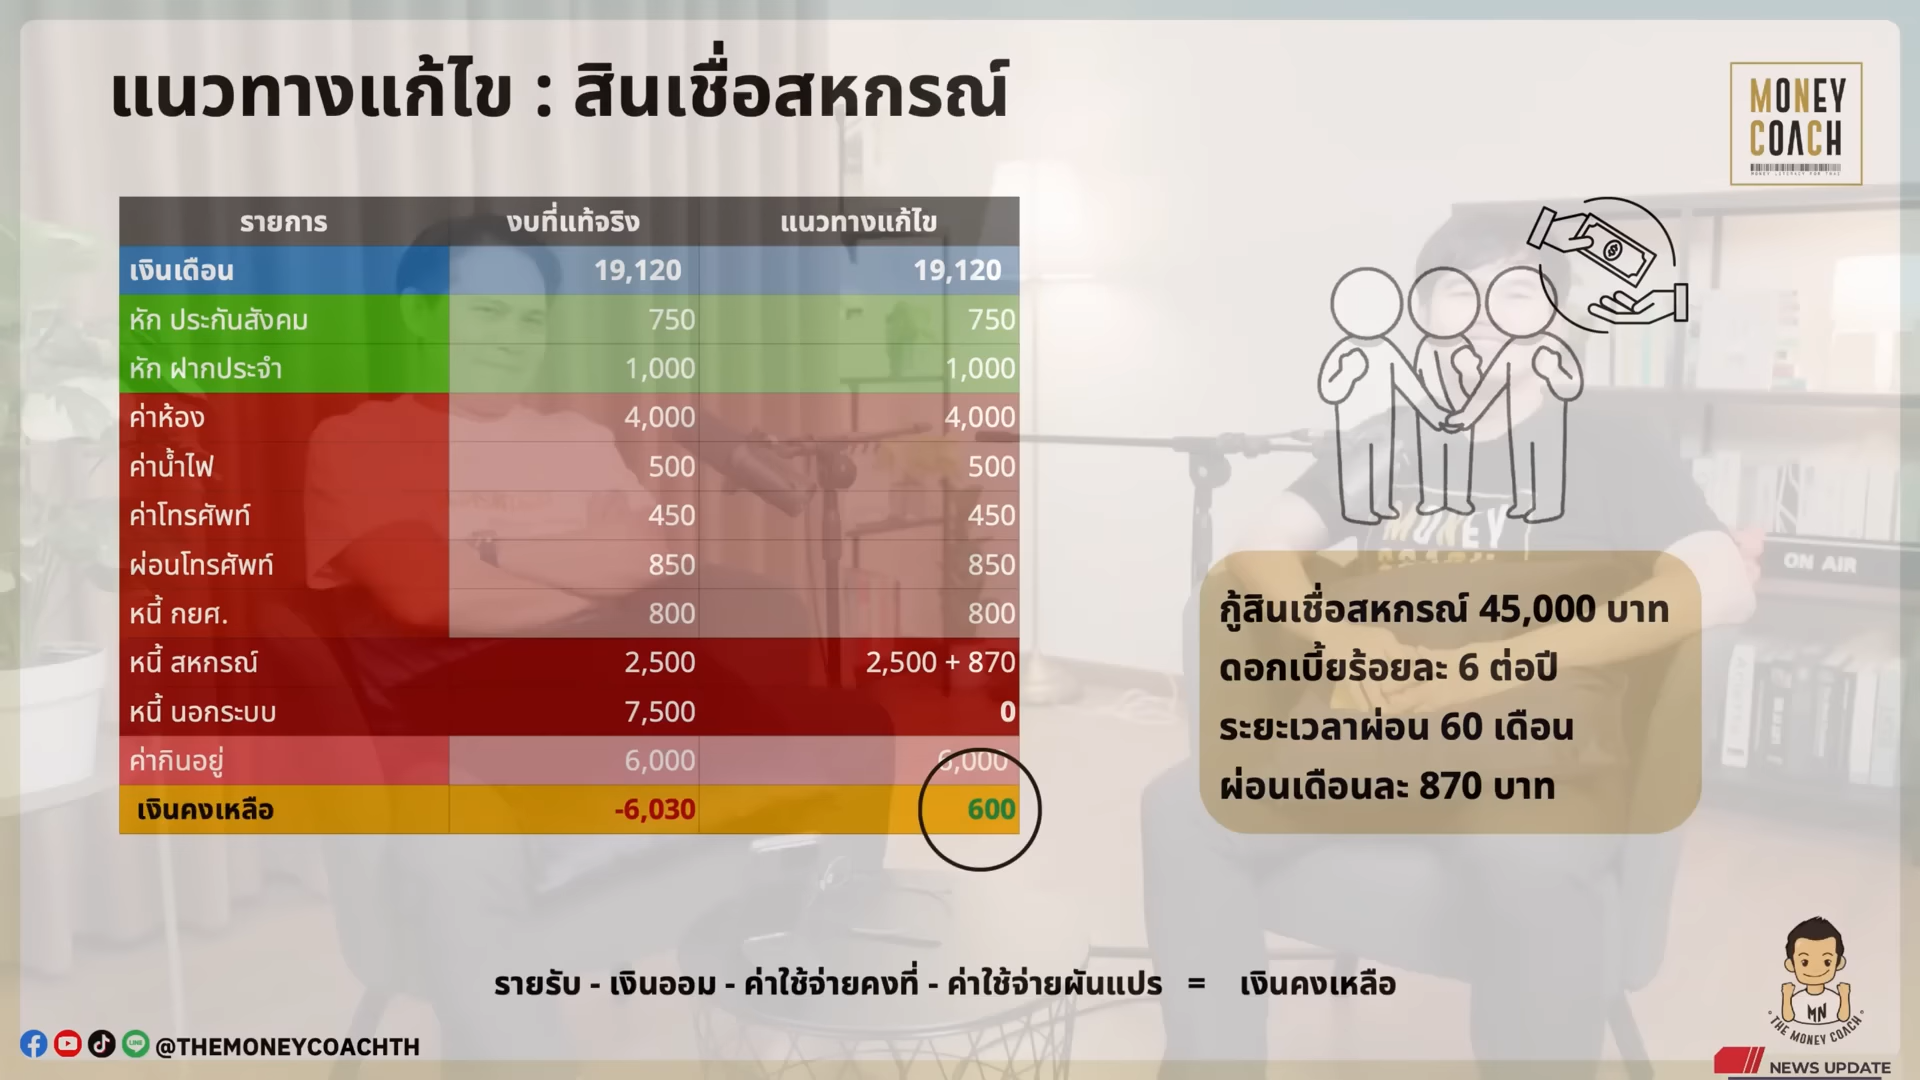 แนวทางแก้ไข : สินเชื่อสหกรณ์
MONEY
COACH
รายการ งบที่แท้จริง แนวทางแก้ไข
เงินเดือน 19,120 19,120
หัก ประกันสังคม 750 750
หัก ฝากประจำ 1,000 1,000
ค่าห้อง 4,000 4,000
ค่าน้ำไฟ 500 500
ค่าโทรศัพท์ 450 450
ผ่อนโทรศัพท์ 850 850
หนี้ กยศ. 800 800
หนี้ สหกรณ์ 2,500 2,500 + 870
หนี้ นอกระบบ 7,500 0
ค่ากินอยู่ 6,000 6,000
เงินคงเหลือ -6,030 600
MONEY
ON AIR
กู้สินเชื่อสหกรณ์ 45,000 บาท
ดอกเบี้ยร้อยละ 6 ต่อปี
ระยะเวลาผ่อน 60 เดือน
ผ่อนเดือนละ 870 บาท
รายรับ - เงินออม - ค่าใช้จ่ายคงที่ - ค่าใช้จ่ายผันแปร = เงินคงเหลือ
@THEMONEYCOACHTH
MN
THE MONEY COACH
NEWS UPDATE